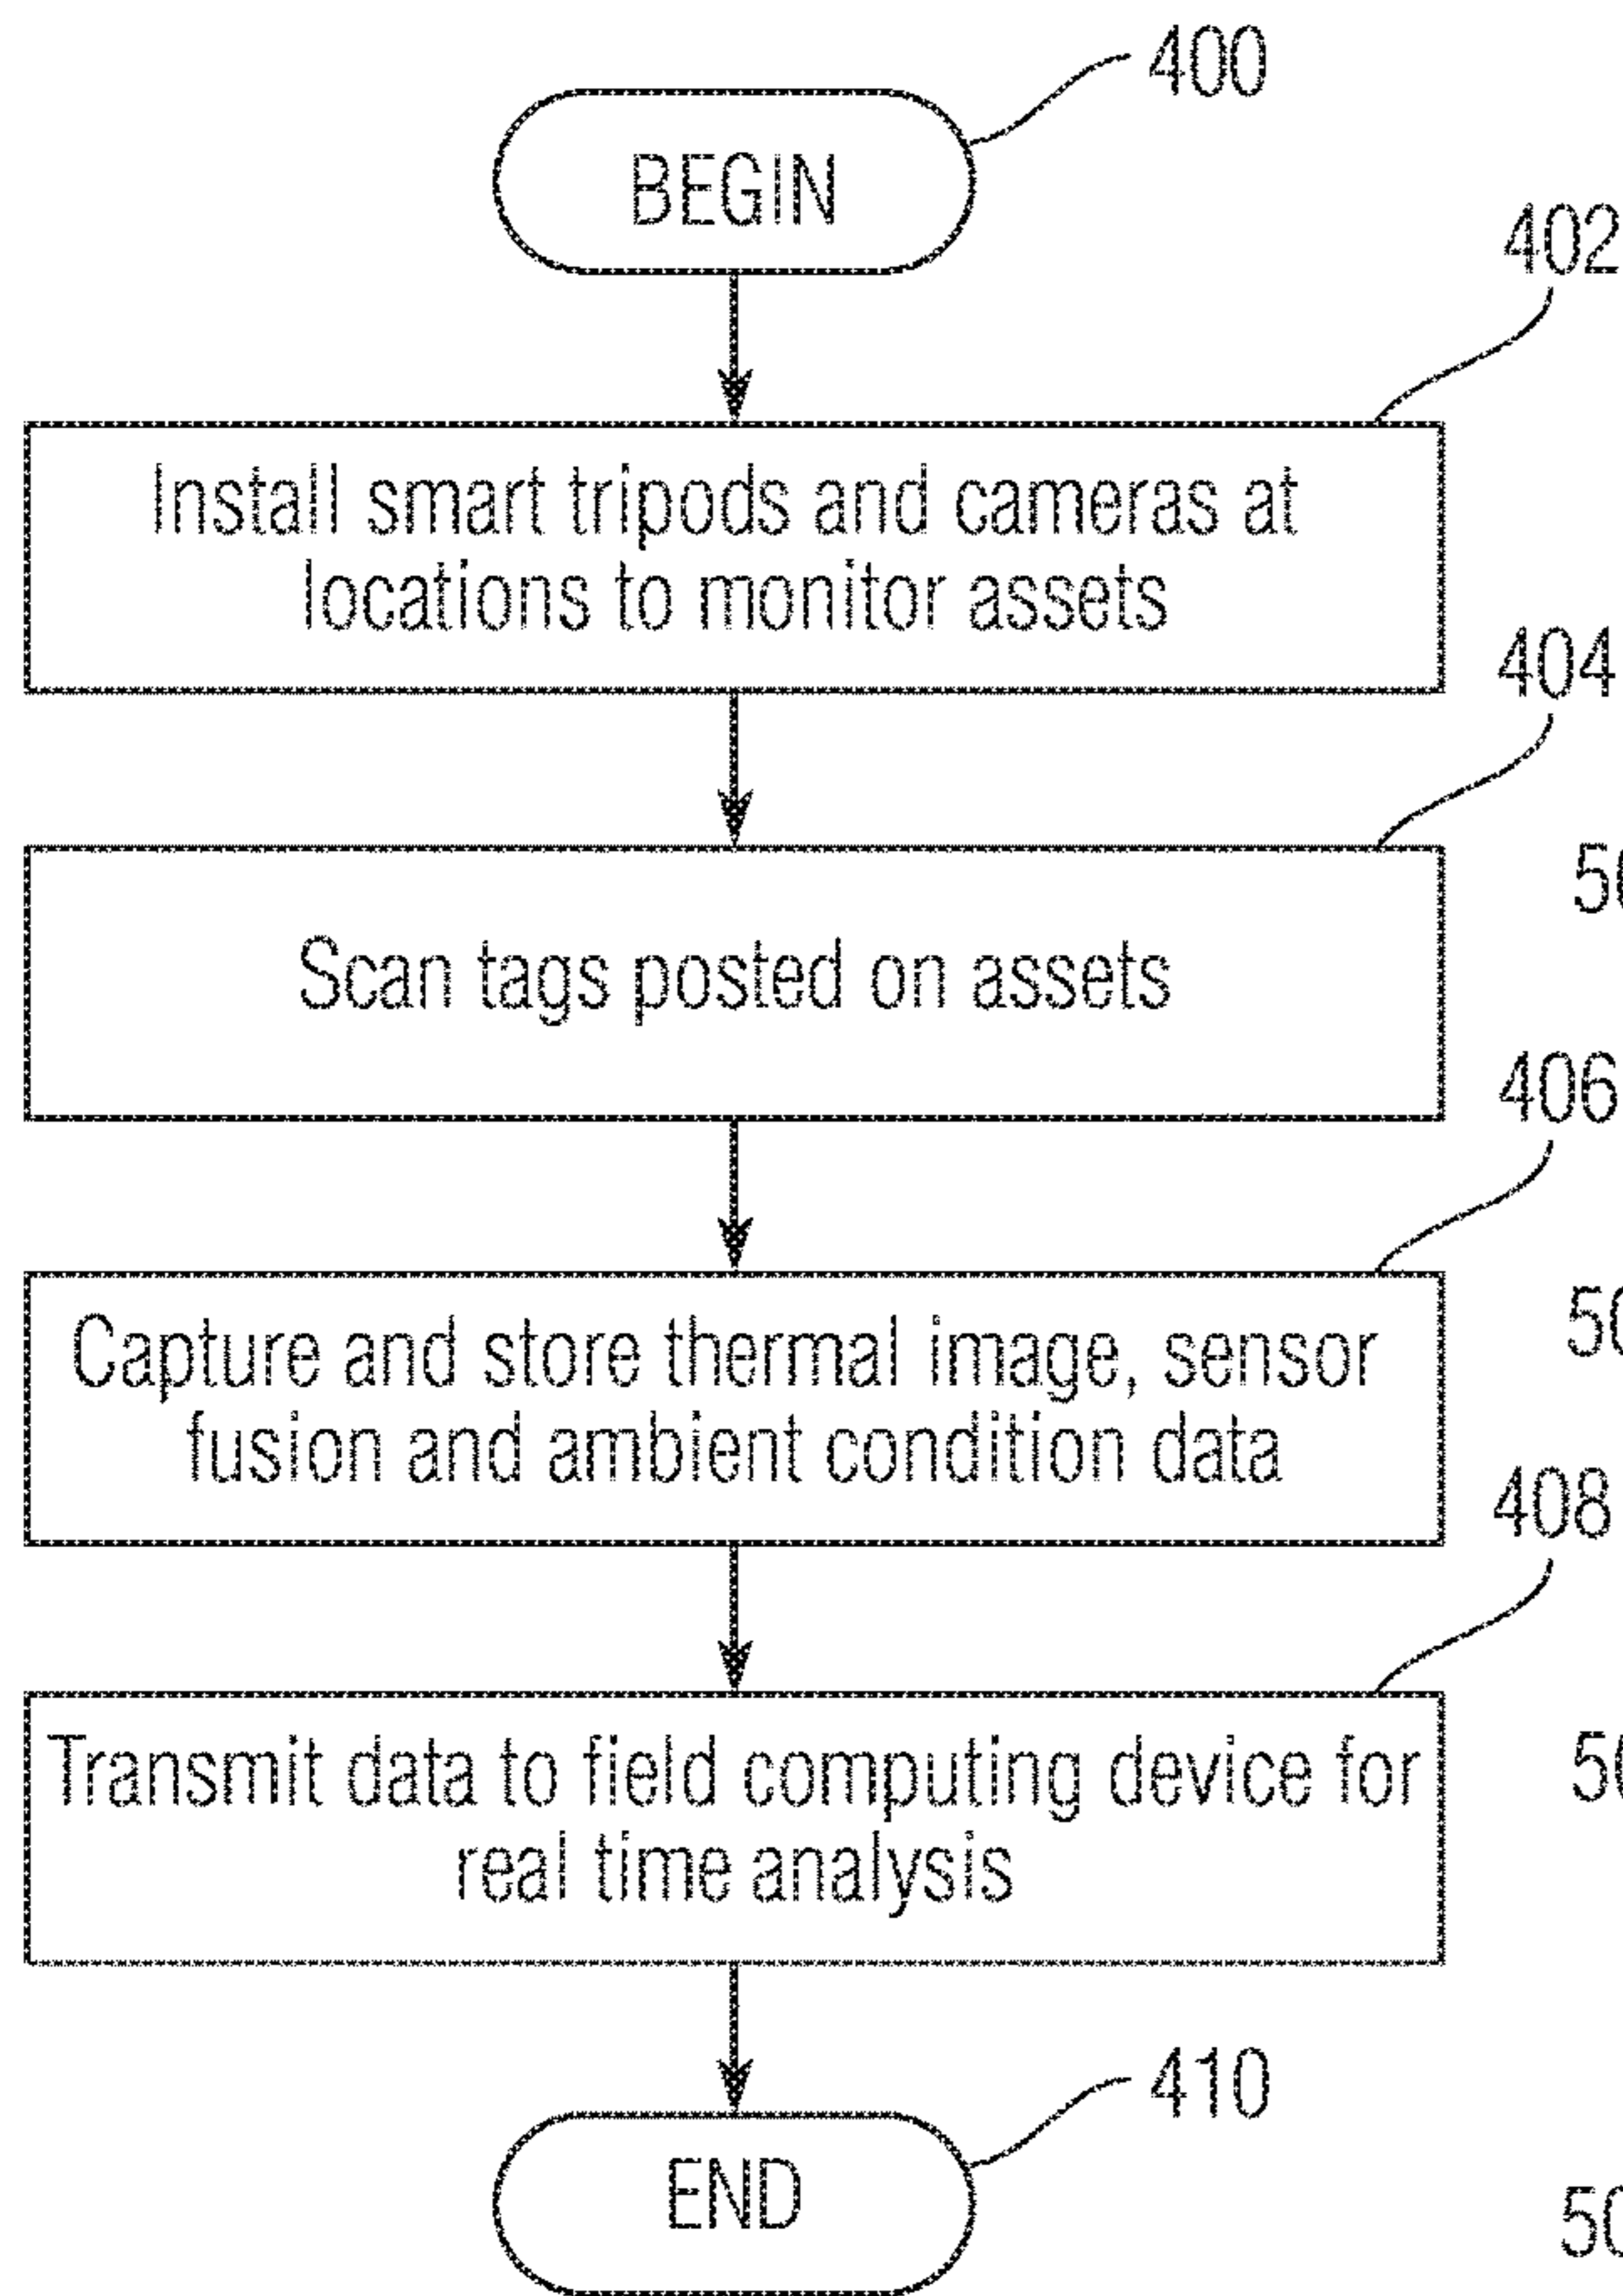 400
BEGIN
402
Install smart tripods and cameras at
locations to monitor assets
404
Scan tags posted on assets
406
Capture and store thermal image, sensor
fusion and ambient condition data
408
Transmit data to field computing device for
real time analysis
410
END